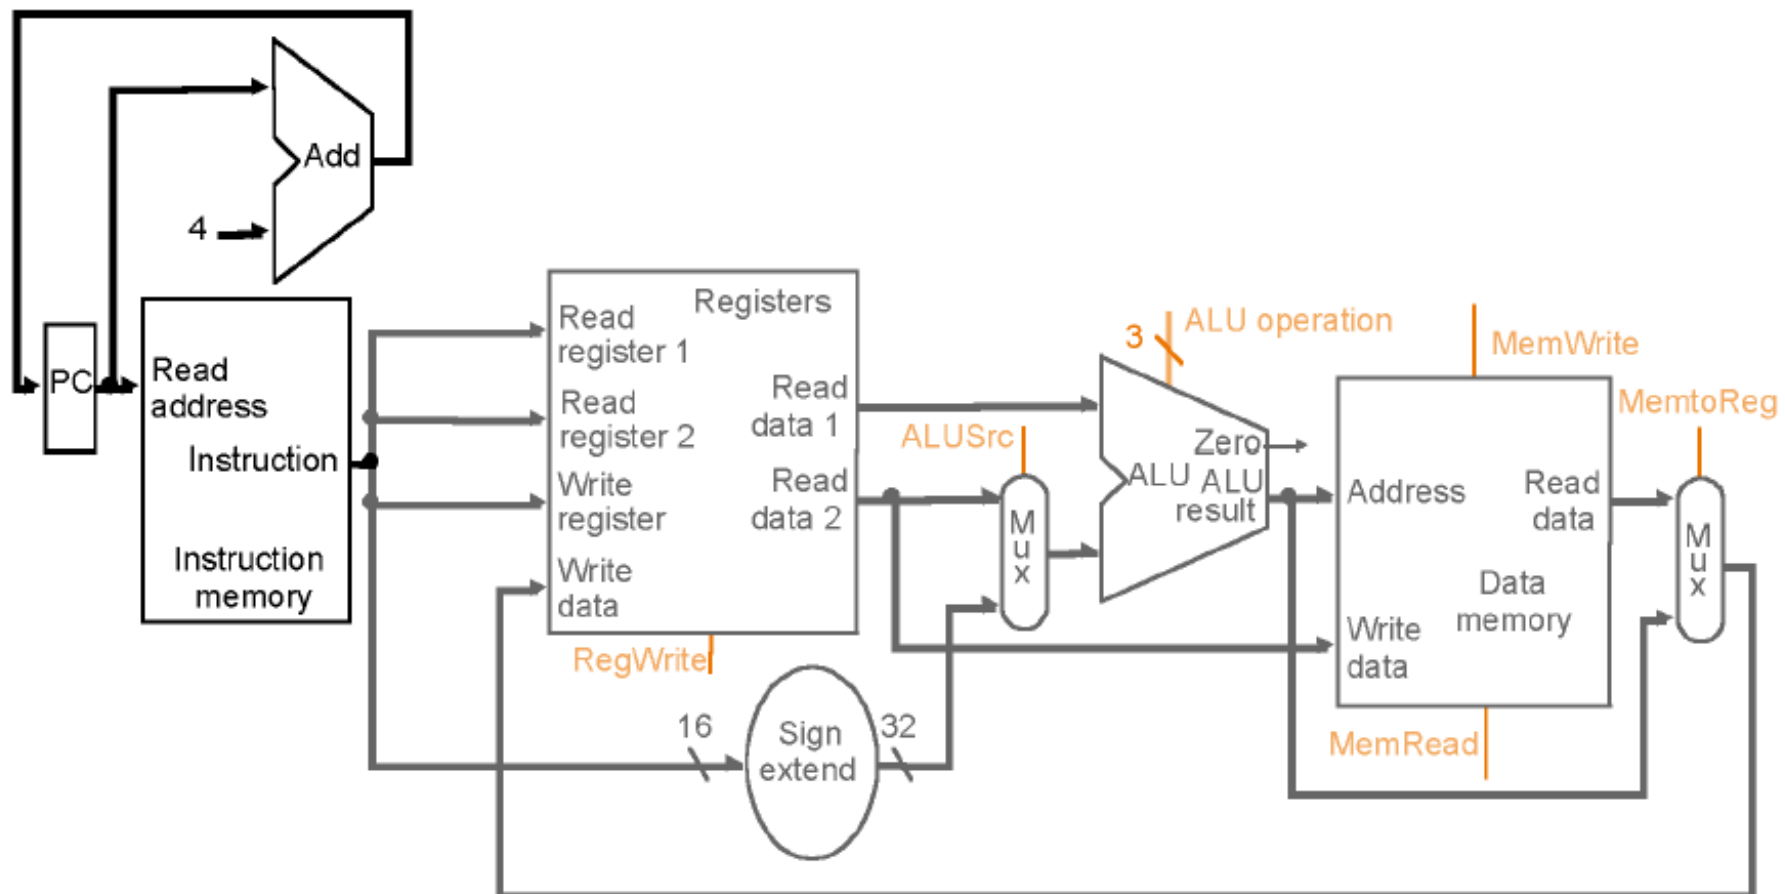 Add
4
PC
Read
address
Instruction
Instruction
memory
Registers
Read
register 1
Read
register 2
Write
register
Write
data
Read
data 1
Read
data 2
RegWrite
16
Sign
extend
32
ALUSrc
M
u
x
3
ALU operation
Zero
ALU
ALU
result
MemWrite
Address
Read
data
Data
memory
Write
data
MemRead
MemtoReg
M
u
x